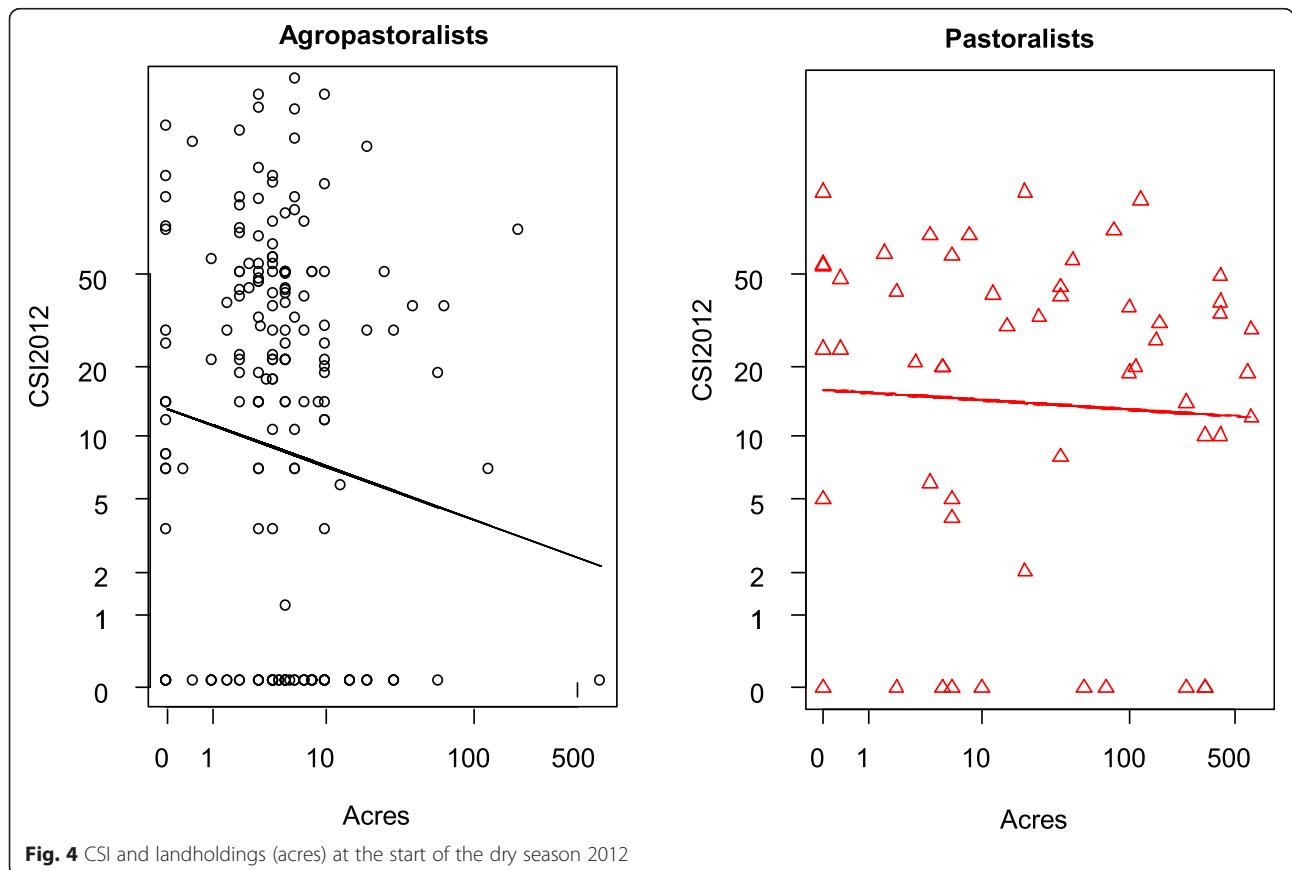 Agropastoralists
CSI2012
50
20
10
5
2
1
0
0 1 10 100 500
Acres
Pastoralists
CSI2012
50
20
10
5
2
1
0
0 1 10 100 500
Acres
Fig. 4 CSI and landholdings (acres) at the start of the dry season 2012